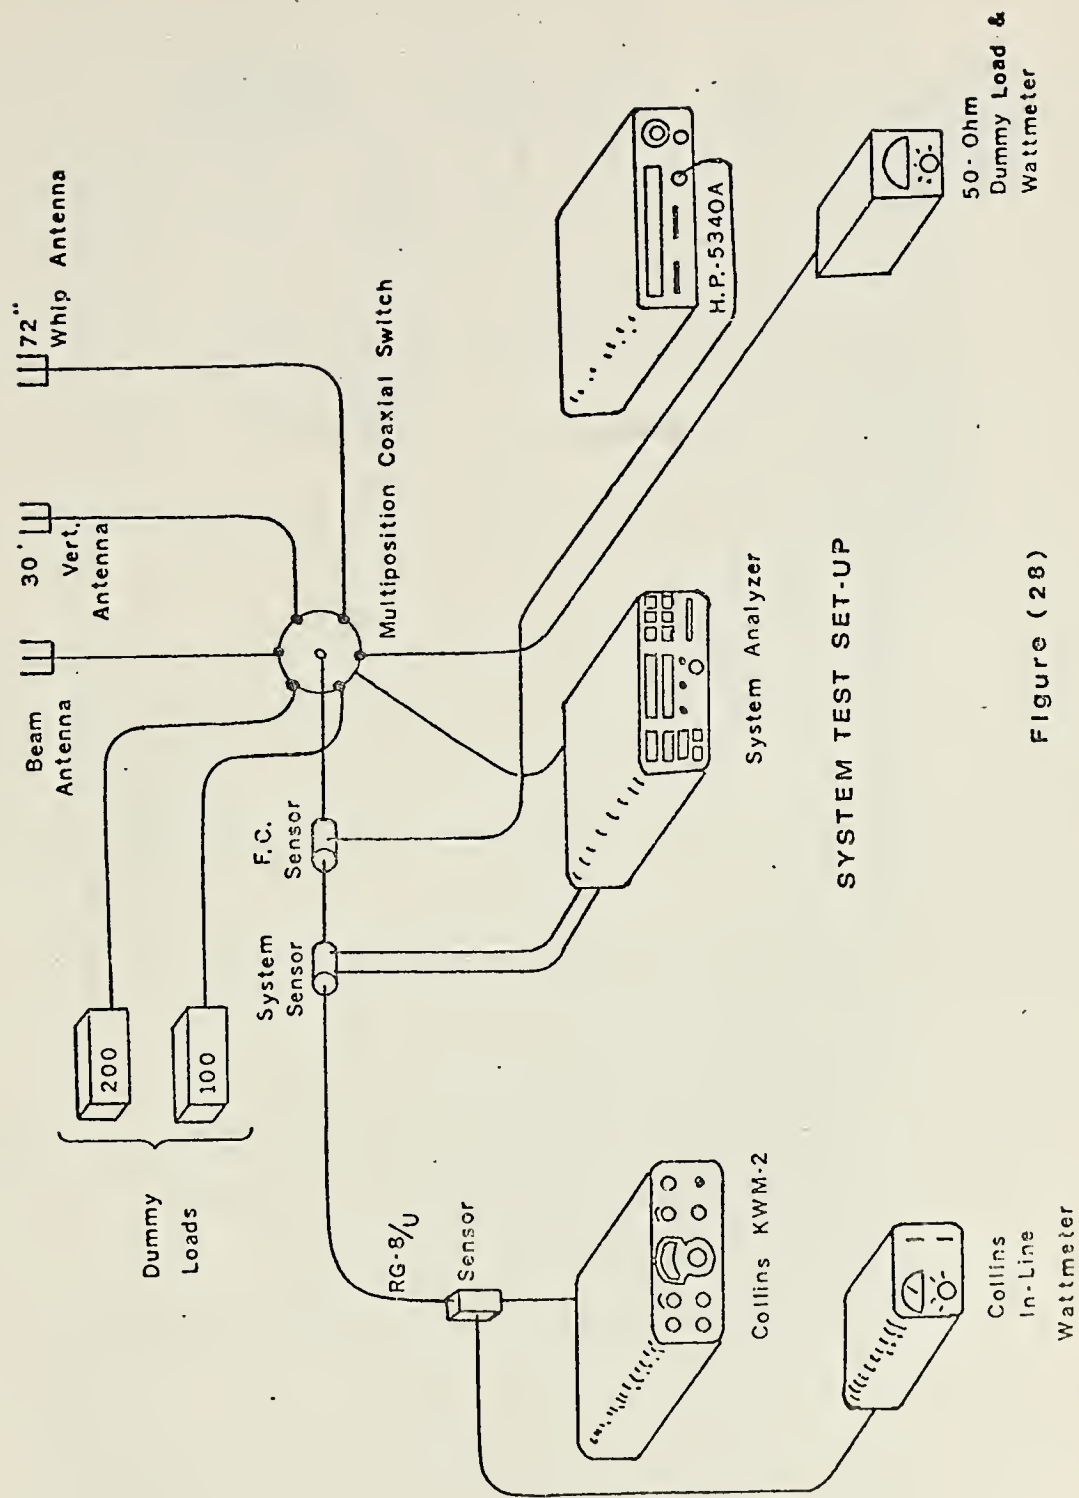 Beam
Antenna
30' Vert.
Antenna
72"
Whip Antenna
Dummy
Loads
200
100
System
Sensor
F.C.
Sensor
Multiposition Coaxial Switch
RG-8/U
Sensor
H.P.-5340A
Collins KWM-2
System Analyzer
50-Ohm
Dummy Load &
Wattmeter
Collins
In-Line
Wattmeter
SYSTEM TEST SET-UP
Figure (28)